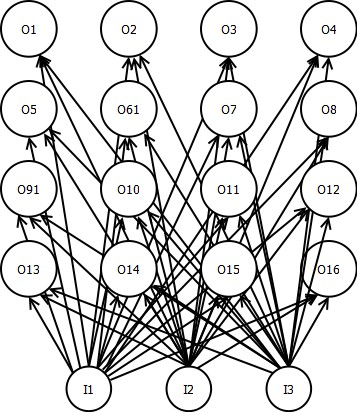 O1 O2 O3 O4
O5 O61 O7 O8
O91 O10 O11 O12
O13 O14 O15 O16
I1 I2 I3